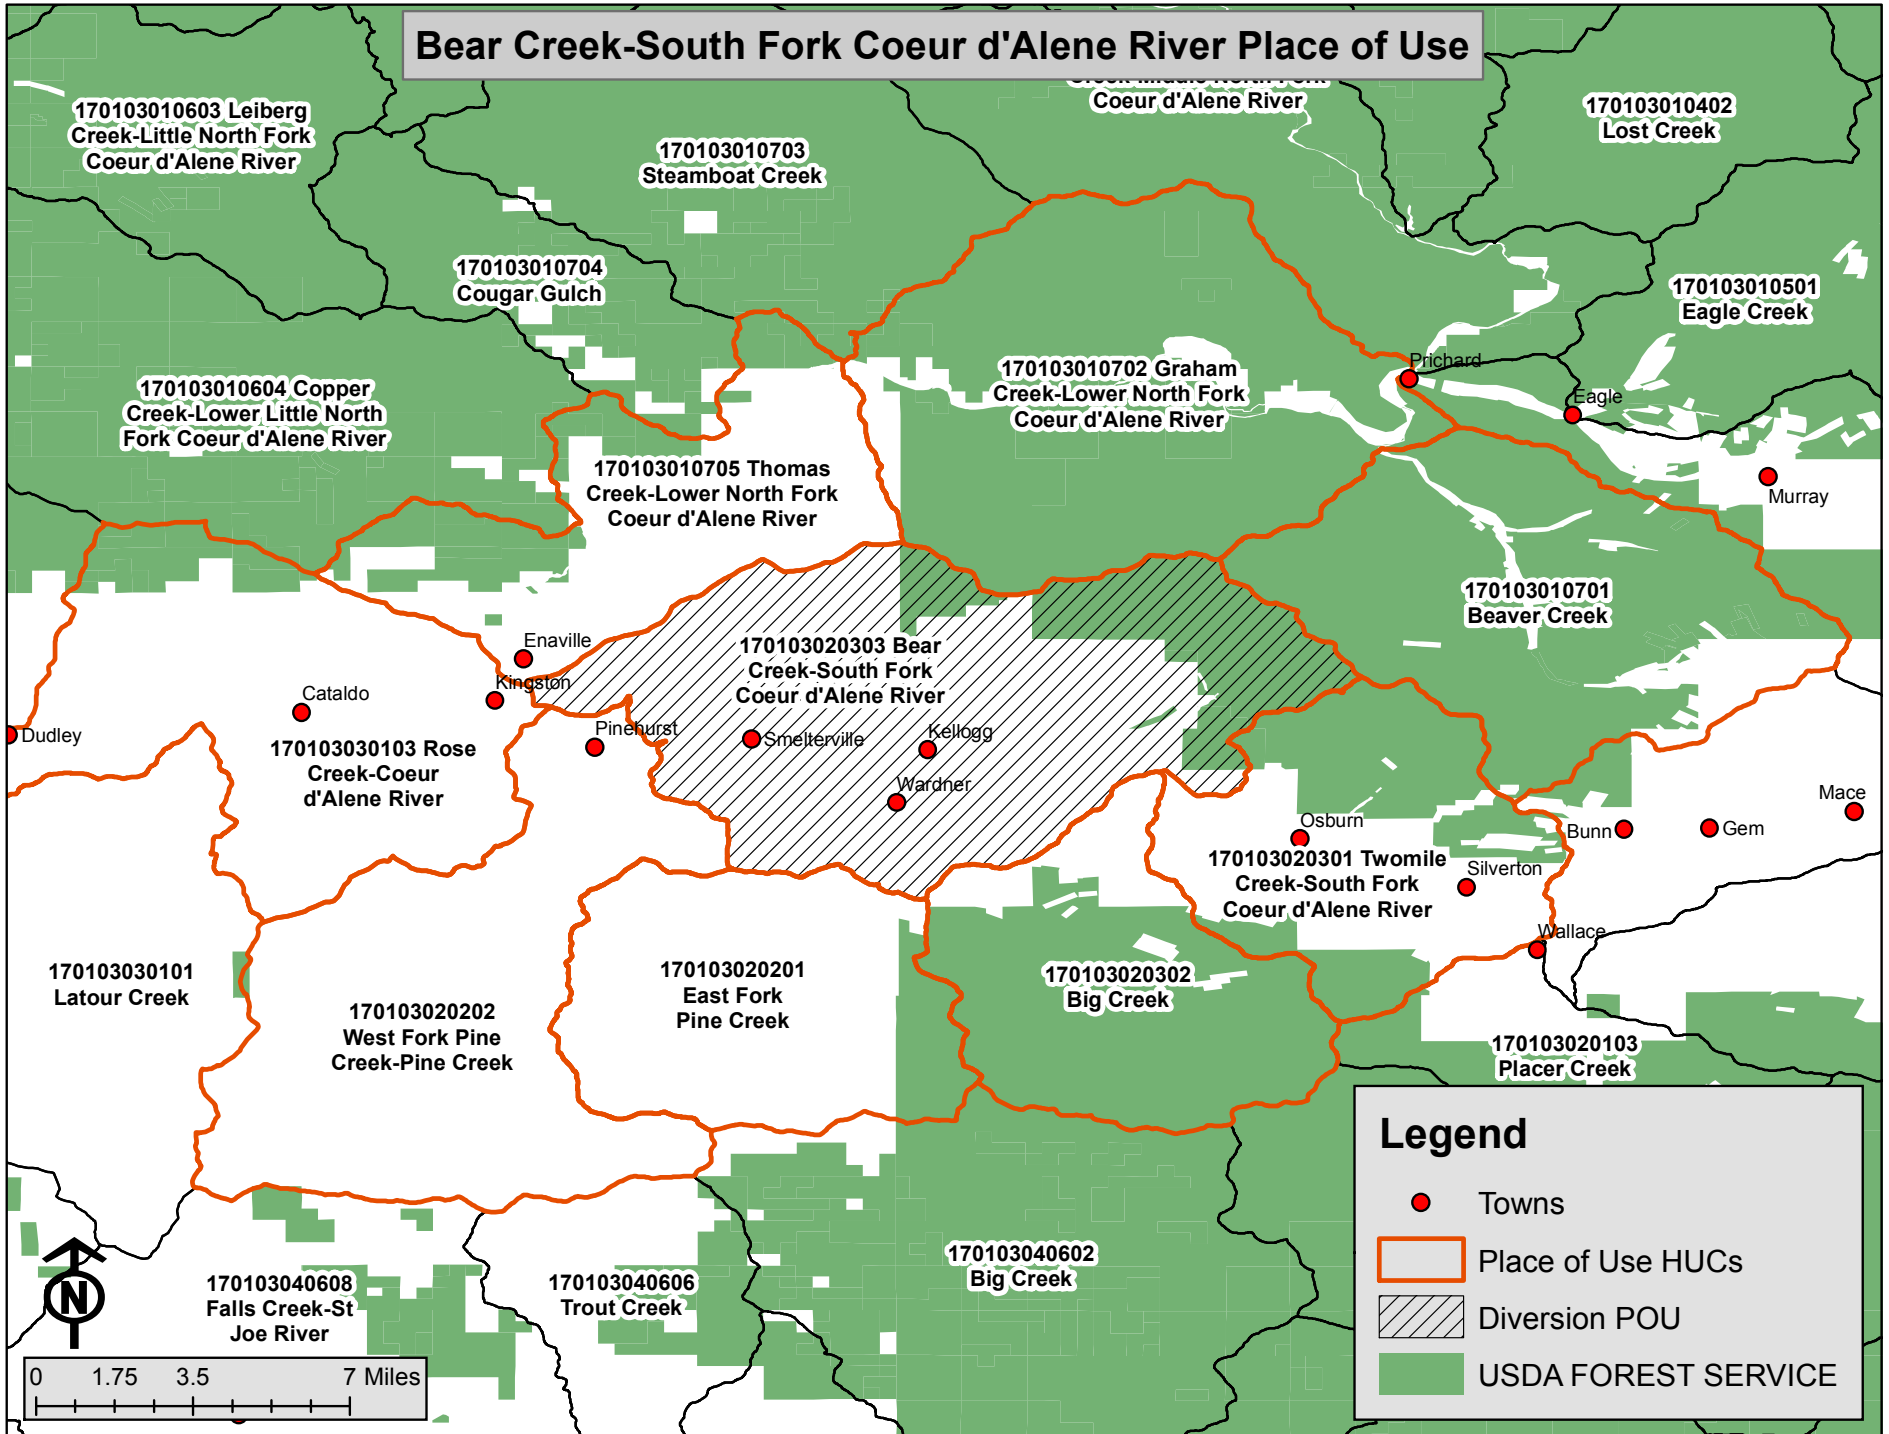 Bear Creek-South Fork Coeur d'Alene River Place of Use
Coeur d'Alene River
170103010603 Leiberg
Creek-Little North Fork
Coeur d'Alene River
170103010402
Lost Creek
170103010703
Steamboat Creek
170103010704
Cougar Gulch
170103010501
Eagle Creek
170103010604 Copper
Creek-Lower Little North
Fork Coeur d'Alene River
170103010702 Graham
Creek-Lower North Fork
Coeur d'Alene River
Prichard
Eagle
Murray
170103010705 Thomas
Creek-Lower North Fork
Coeur d'Alene River
170103010701
Beaver Creek
Enaville
Kingston
Cataldo
Dudley
170103020303 Bear
Creek-South Fork
Coeur d'Alene River
Pinehurst
Smelterville
Kellogg
Wardner
170103030103 Rose
Creek-Coeur
d'Alene River
Mace
Bunn
Gem
Osburn
170103020301 Twomile
Creek-South Fork
Coeur d'Alene River
Silverton
Wallace
170103030101
Latour Creek
170103020202
West Fork Pine
Creek-Pine Creek
170103020201
East Fork
Pine Creek
170103020302
Big Creek
170103020103
Placer Creek
170103040608
Falls Creek-St
Joe River
170103040606
Trout Creek
170103040602
Big Creek
N
0 1.75 3.5 7 Miles
Legend
Towns
Place of Use HUCs
Diversion POU
USDA FOREST SERVICE